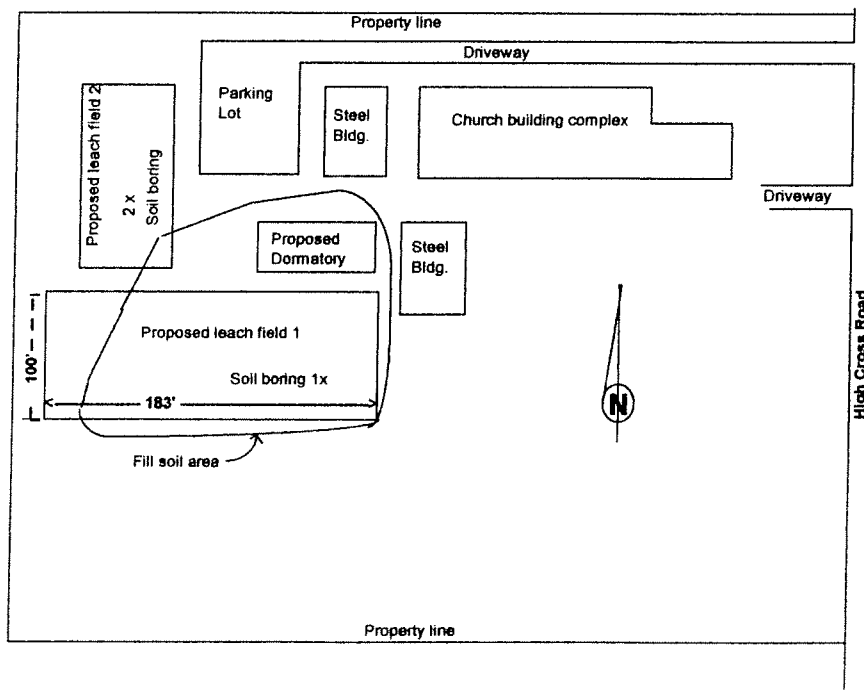 Property line
Driveway
Parking
Lot
Steel
Bldg.
Church building complex
Proposed leach field 2
2 x
Soil boring
Driveway
Proposed
Dormatory
Steel
Bldg.
High Cross Road
Proposed leach field 1
100'
Soil boring 1x
183'
N
Fill soil area
Property line